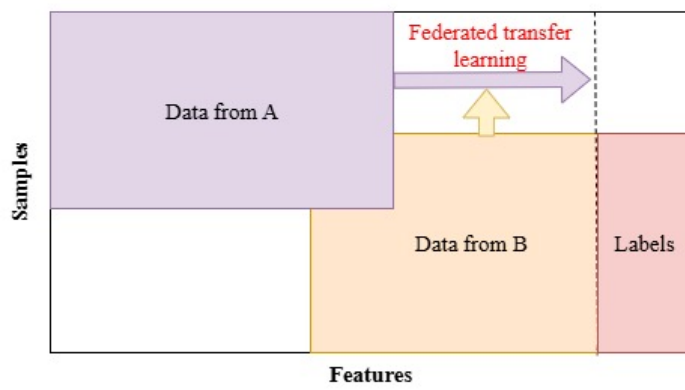 Federated transfer
learning
Data from A
Samples
Data from B
Labels
Features